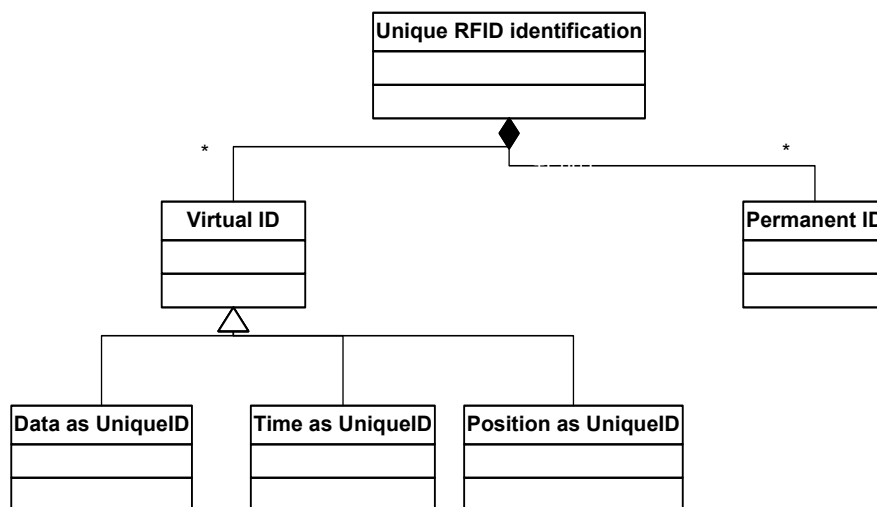 Unique RFID identification
*
*
Virtual ID
Permanent ID
Data as UniqueID
Time as UniqueID
Position as UniqueID